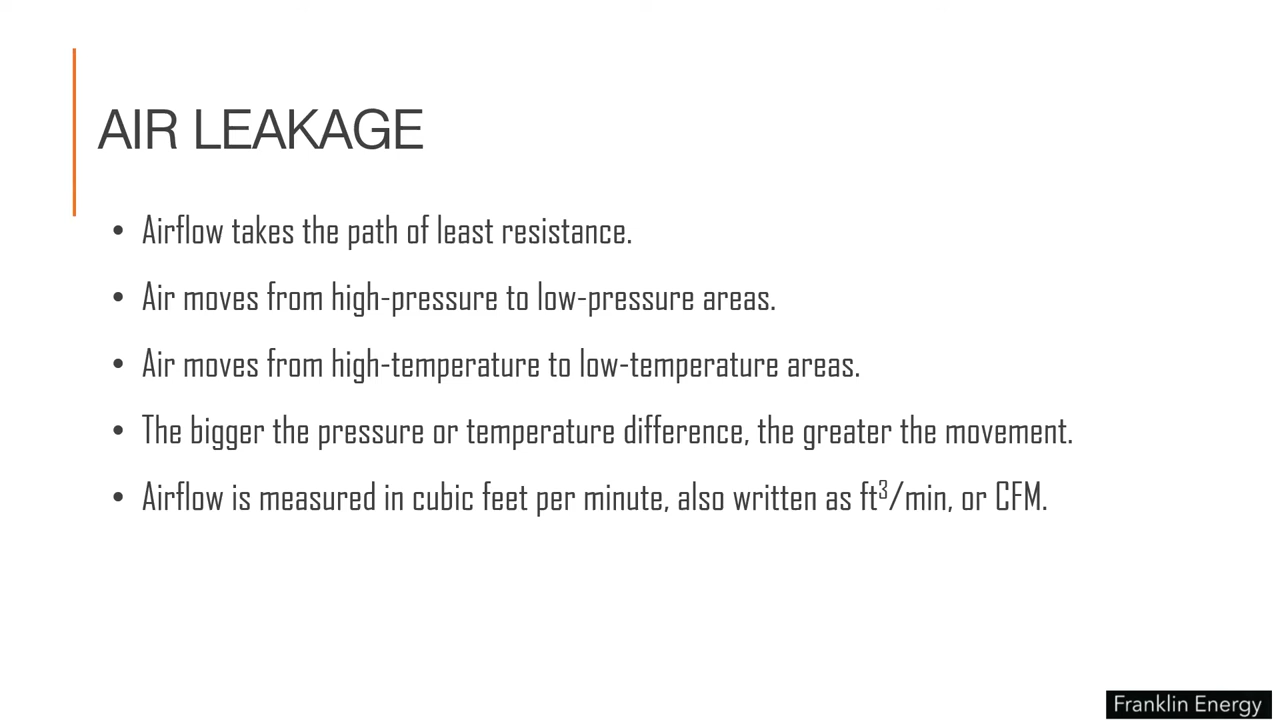 AIR LEAKAGE
• Airflow takes the path of least resistance.
• Air moves from high-pressure to low-pressure areas.
• Air moves from high-temperature to low-temperature areas.
• The bigger the pressure or temperature difference, the greater the movement.
• Airflow is measured in cubic feet per minute, also written as ft³/min, or CFM.
Franklin Energy